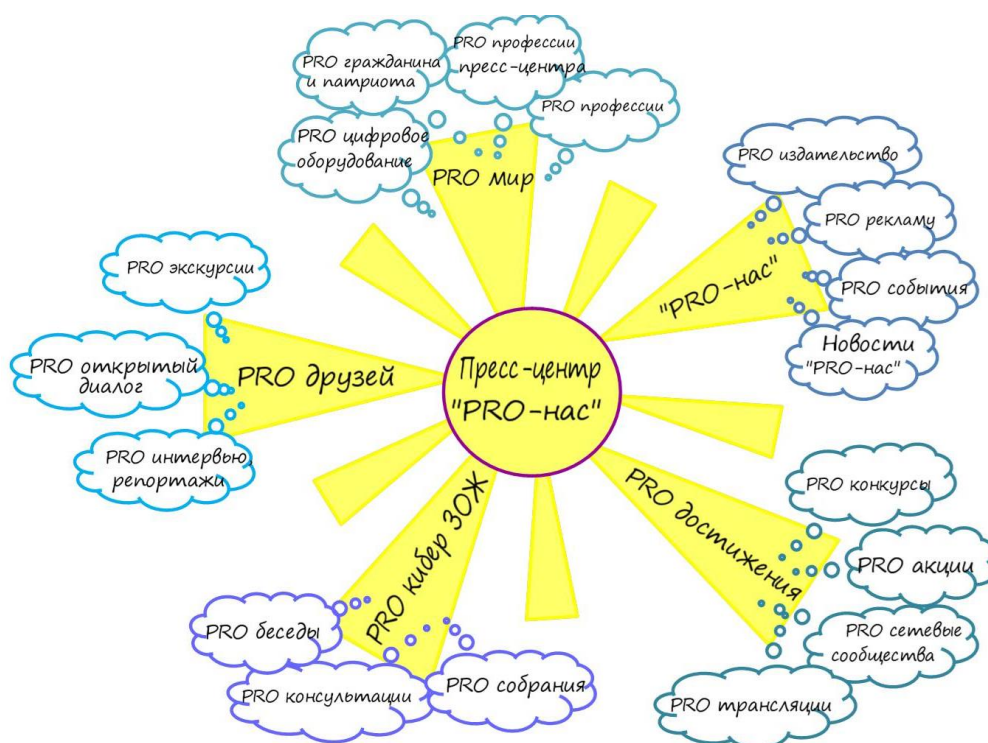 PRO гражданина
и патриота
PRO профессии
пресс-центра
PRO профессии
PRO цифровое
оборудование
PRO мир
PRO издательство
PRO рекламу
PRO события
Новости
"PRO-нас"
"PRO-нас"
PRO экскурсии
PRO открытый
диалог
PRO интервью,
репортажи
PRO друзей
Пресс-центр
"PRO-нас"
PRO кибер ЗОЖ
PRO беседы
PRO консультации
PRO собрания
PRO достижения
PRO конкурсы
PRO акции
PRO сетевые
сообщества
PRO трансляции